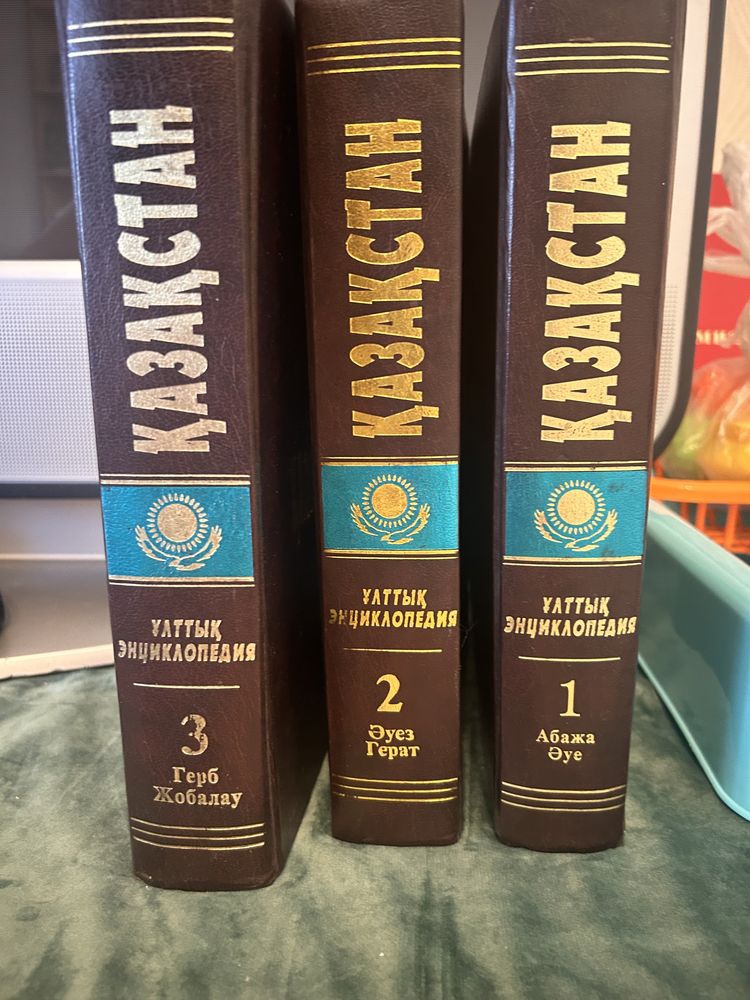 ҚАЗАҚСТАН
ҰЛТТЫҚ
ЭНЦИКЛОПЕДИЯ
3
Герб
Жобалау
ҚАЗАҚСТАН
ҰЛТТЫҚ
ЭНЦИКЛОПЕДИЯ
2
Әуез
Герат
ҚАЗАҚСТАН
ҰЛТТЫҚ
ЭНЦИКЛОПЕДИЯ
1
Абажа
Әуе